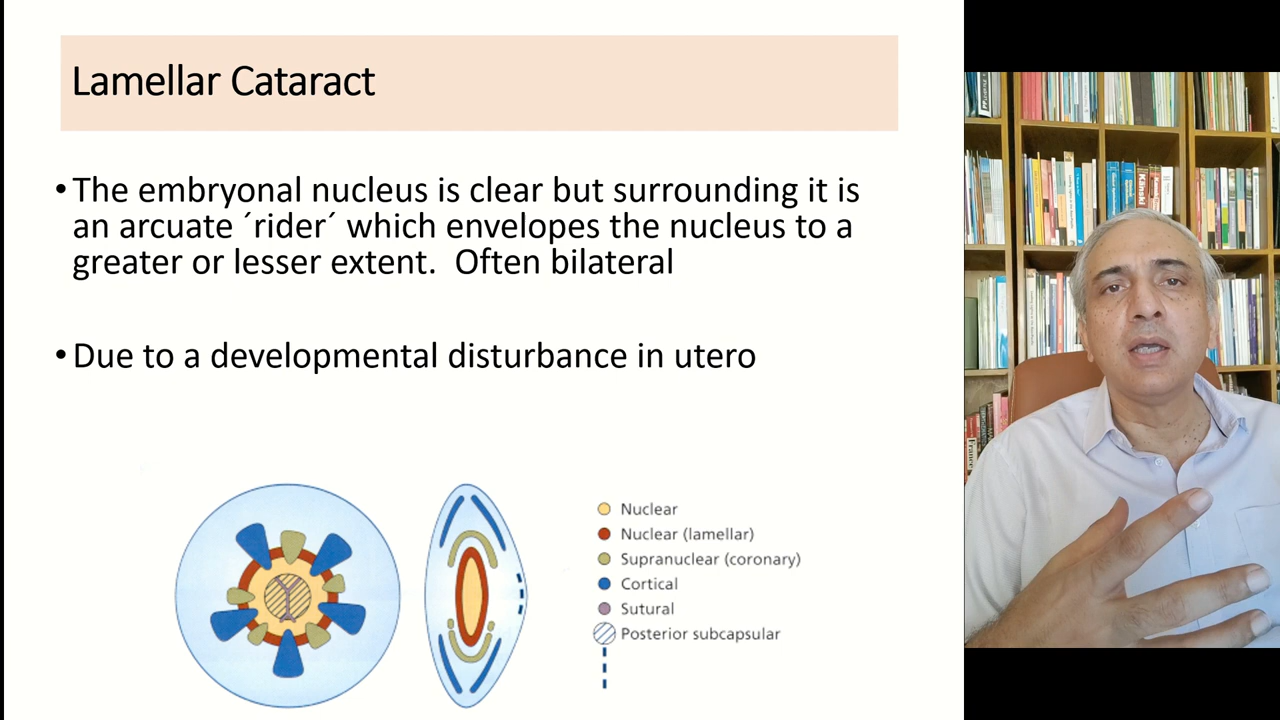 Lamellar Cataract
•The embryonal nucleus is clear but surrounding it is
an arcuate ´rider´ which envelopes the nucleus to a
greater or lesser extent.  Often bilateral
•Due to a developmental disturbance in utero
Nuclear
Nuclear (lamellar)
Supranuclear (coronary)
Cortical
Sutural
Posterior subcapsular
Kanski
France